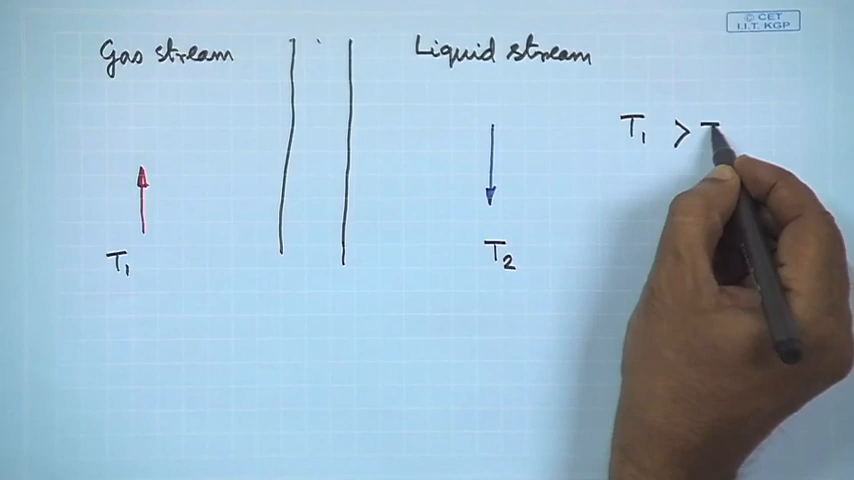 © CET
I.I.T. KGP
Gas stream
Liquid stream
T₁ > T
T₁
T₂